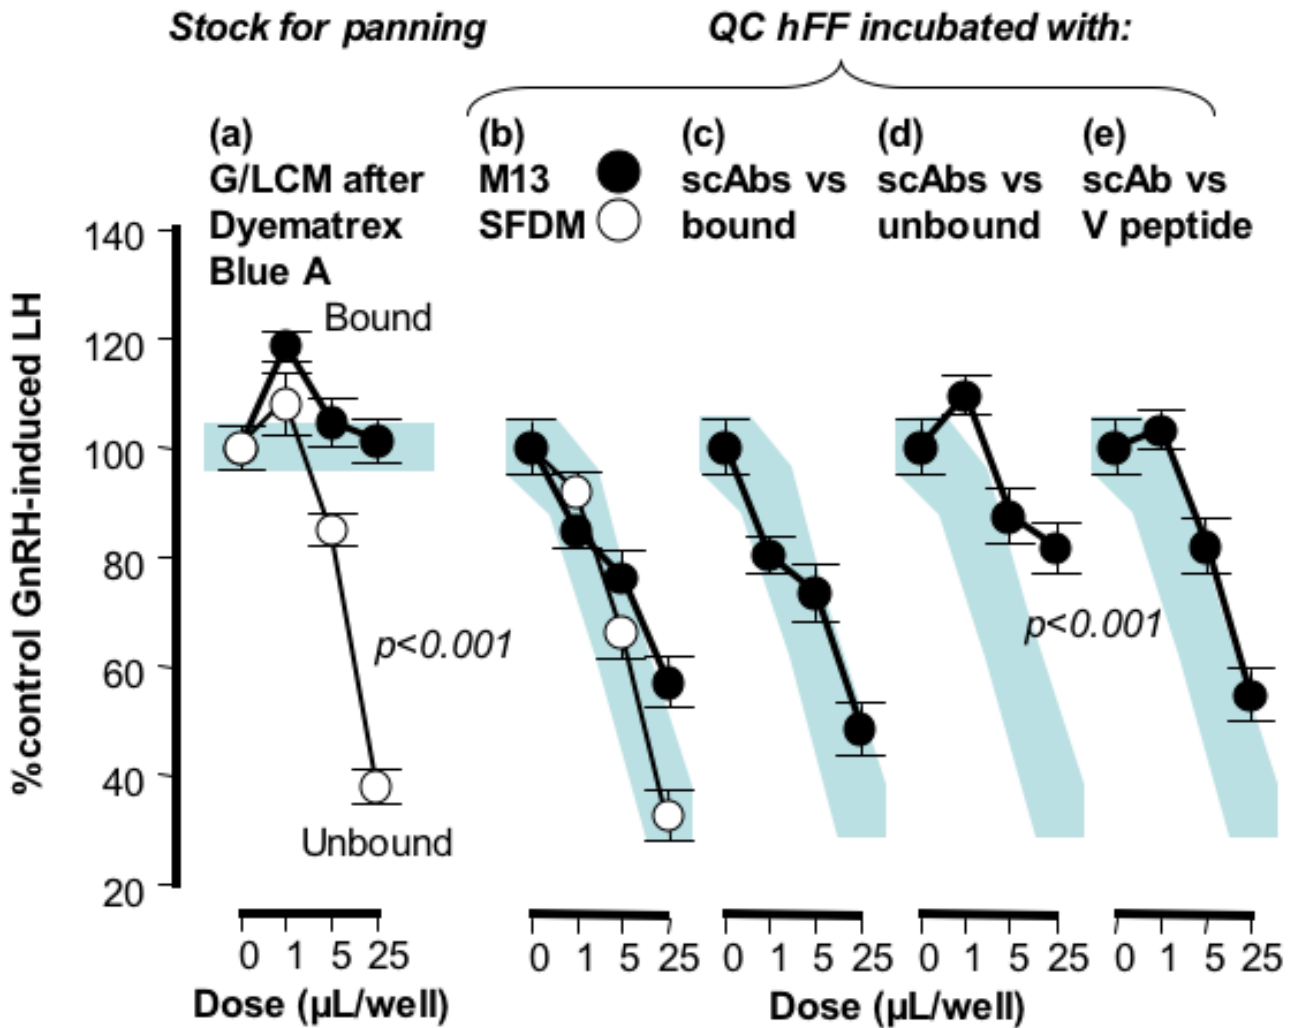 Stock for panning
QC hFF incubated with:
(a)
G/LCM after
Dyematrex
Blue A
(b)
M13
SFDM
(c)
scAbs vs
bound
(d)
scAbs vs
unbound
(e)
scAb vs
V peptide
%control GnRH-induced LH
140
120
100
80
60
40
20
Bound
p<0.001
Unbound
p<0.001
0 1 5 25
0 1 5 25
0 1 5 25
0 1 5 25
0 1 5 25
Dose (µL/well)
Dose (µL/well)